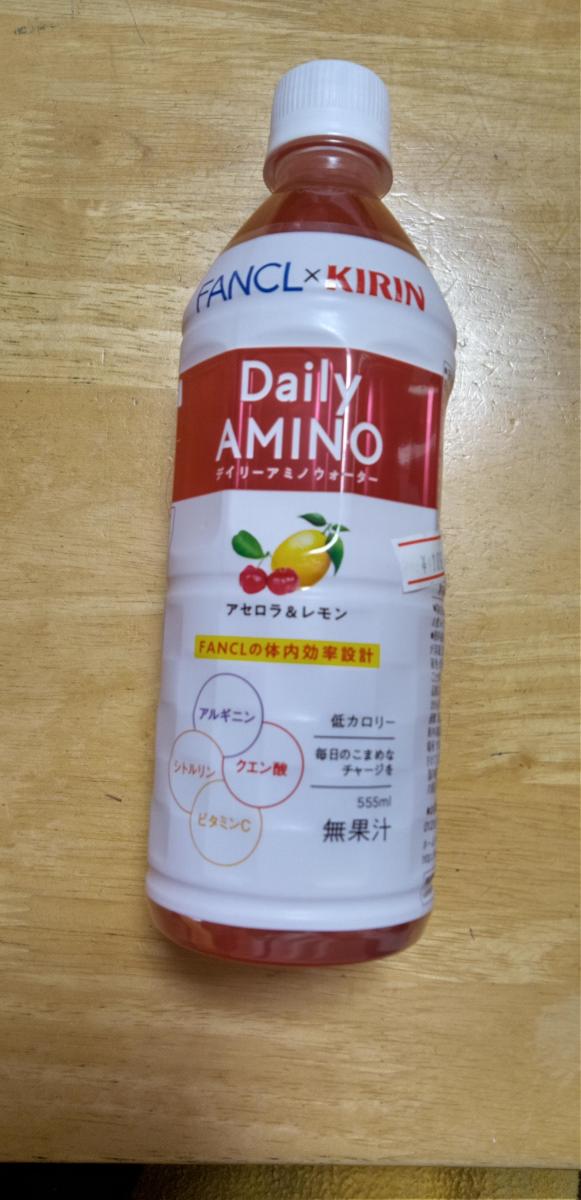 FANCL×KIRIN
Daily
AMINO
デイリーアミノウォーター
アセロラ&レモン
FANCLの体内効率設計
アルギニン
シトルリン
クエン酸
ビタミンC
低カロリー
毎日のこまめな
チャージを
555ml
無果汁